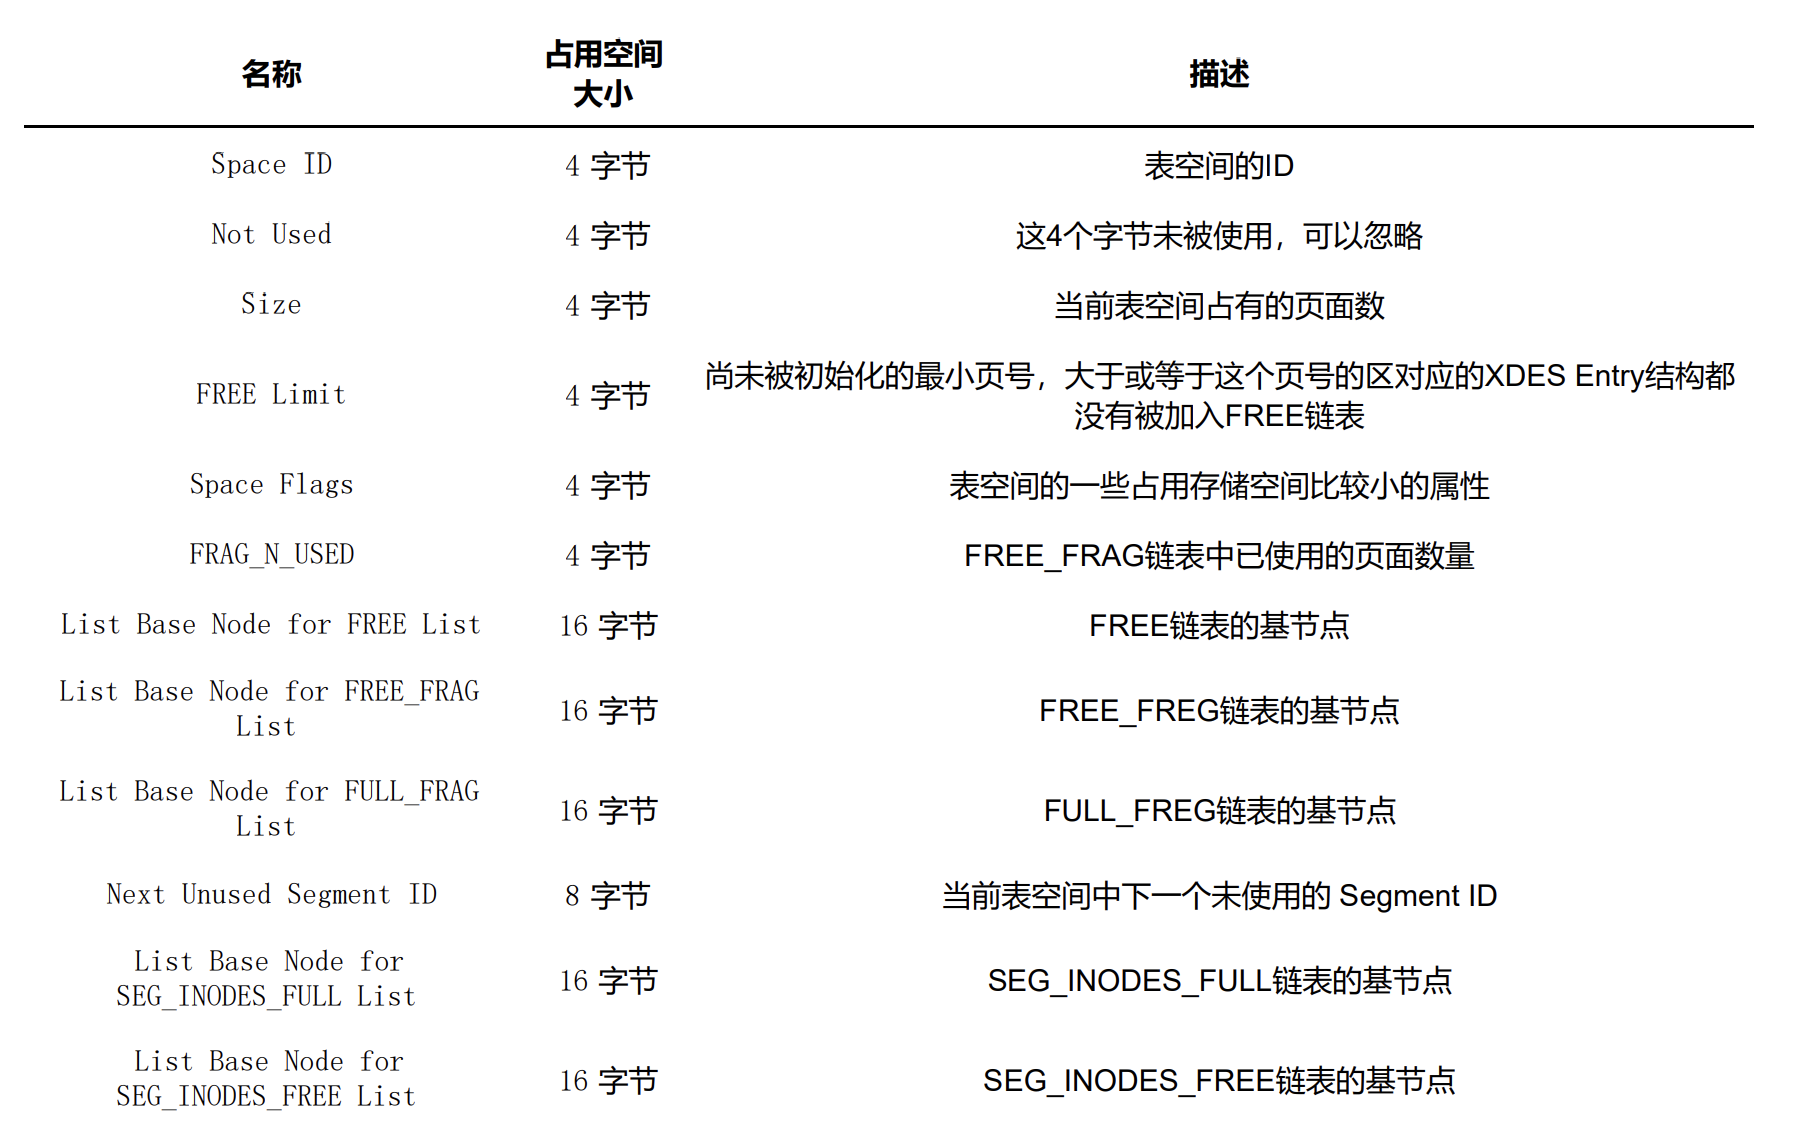 名称 占用空间
大小 描述
Space ID 4 字节 表空间的ID
Not Used 4 字节 这4个字节未被使用，可以忽略
Size 4 字节 当前表空间占有的页面数
FREE Limit 4 字节 尚未被初始化的最小页号，大于或等于这个页号的区对应的XDES Entry结构都
没有被加入FREE链表
Space Flags 4 字节 表空间的一些占用存储空间比较小的属性
FRAG_N_USED 4 字节 FREE_FRAG链表中已使用的页面数量
List Base Node for FREE List 16 字节 FREE链表的基节点
List Base Node for FREE_FRAG
List 16 字节 FREE_FREG链表的基节点
List Base Node for FULL_FRAG
List 16 字节 FULL_FREG链表的基节点
Next Unused Segment ID 8 字节 当前表空间中下一个未使用的 Segment ID
List Base Node for
SEG_INODES_FULL List 16 字节 SEG_INODES_FULL链表的基节点
List Base Node for
SEG_INODES_FREE List 16 字节 SEG_INODES_FREE链表的基节点